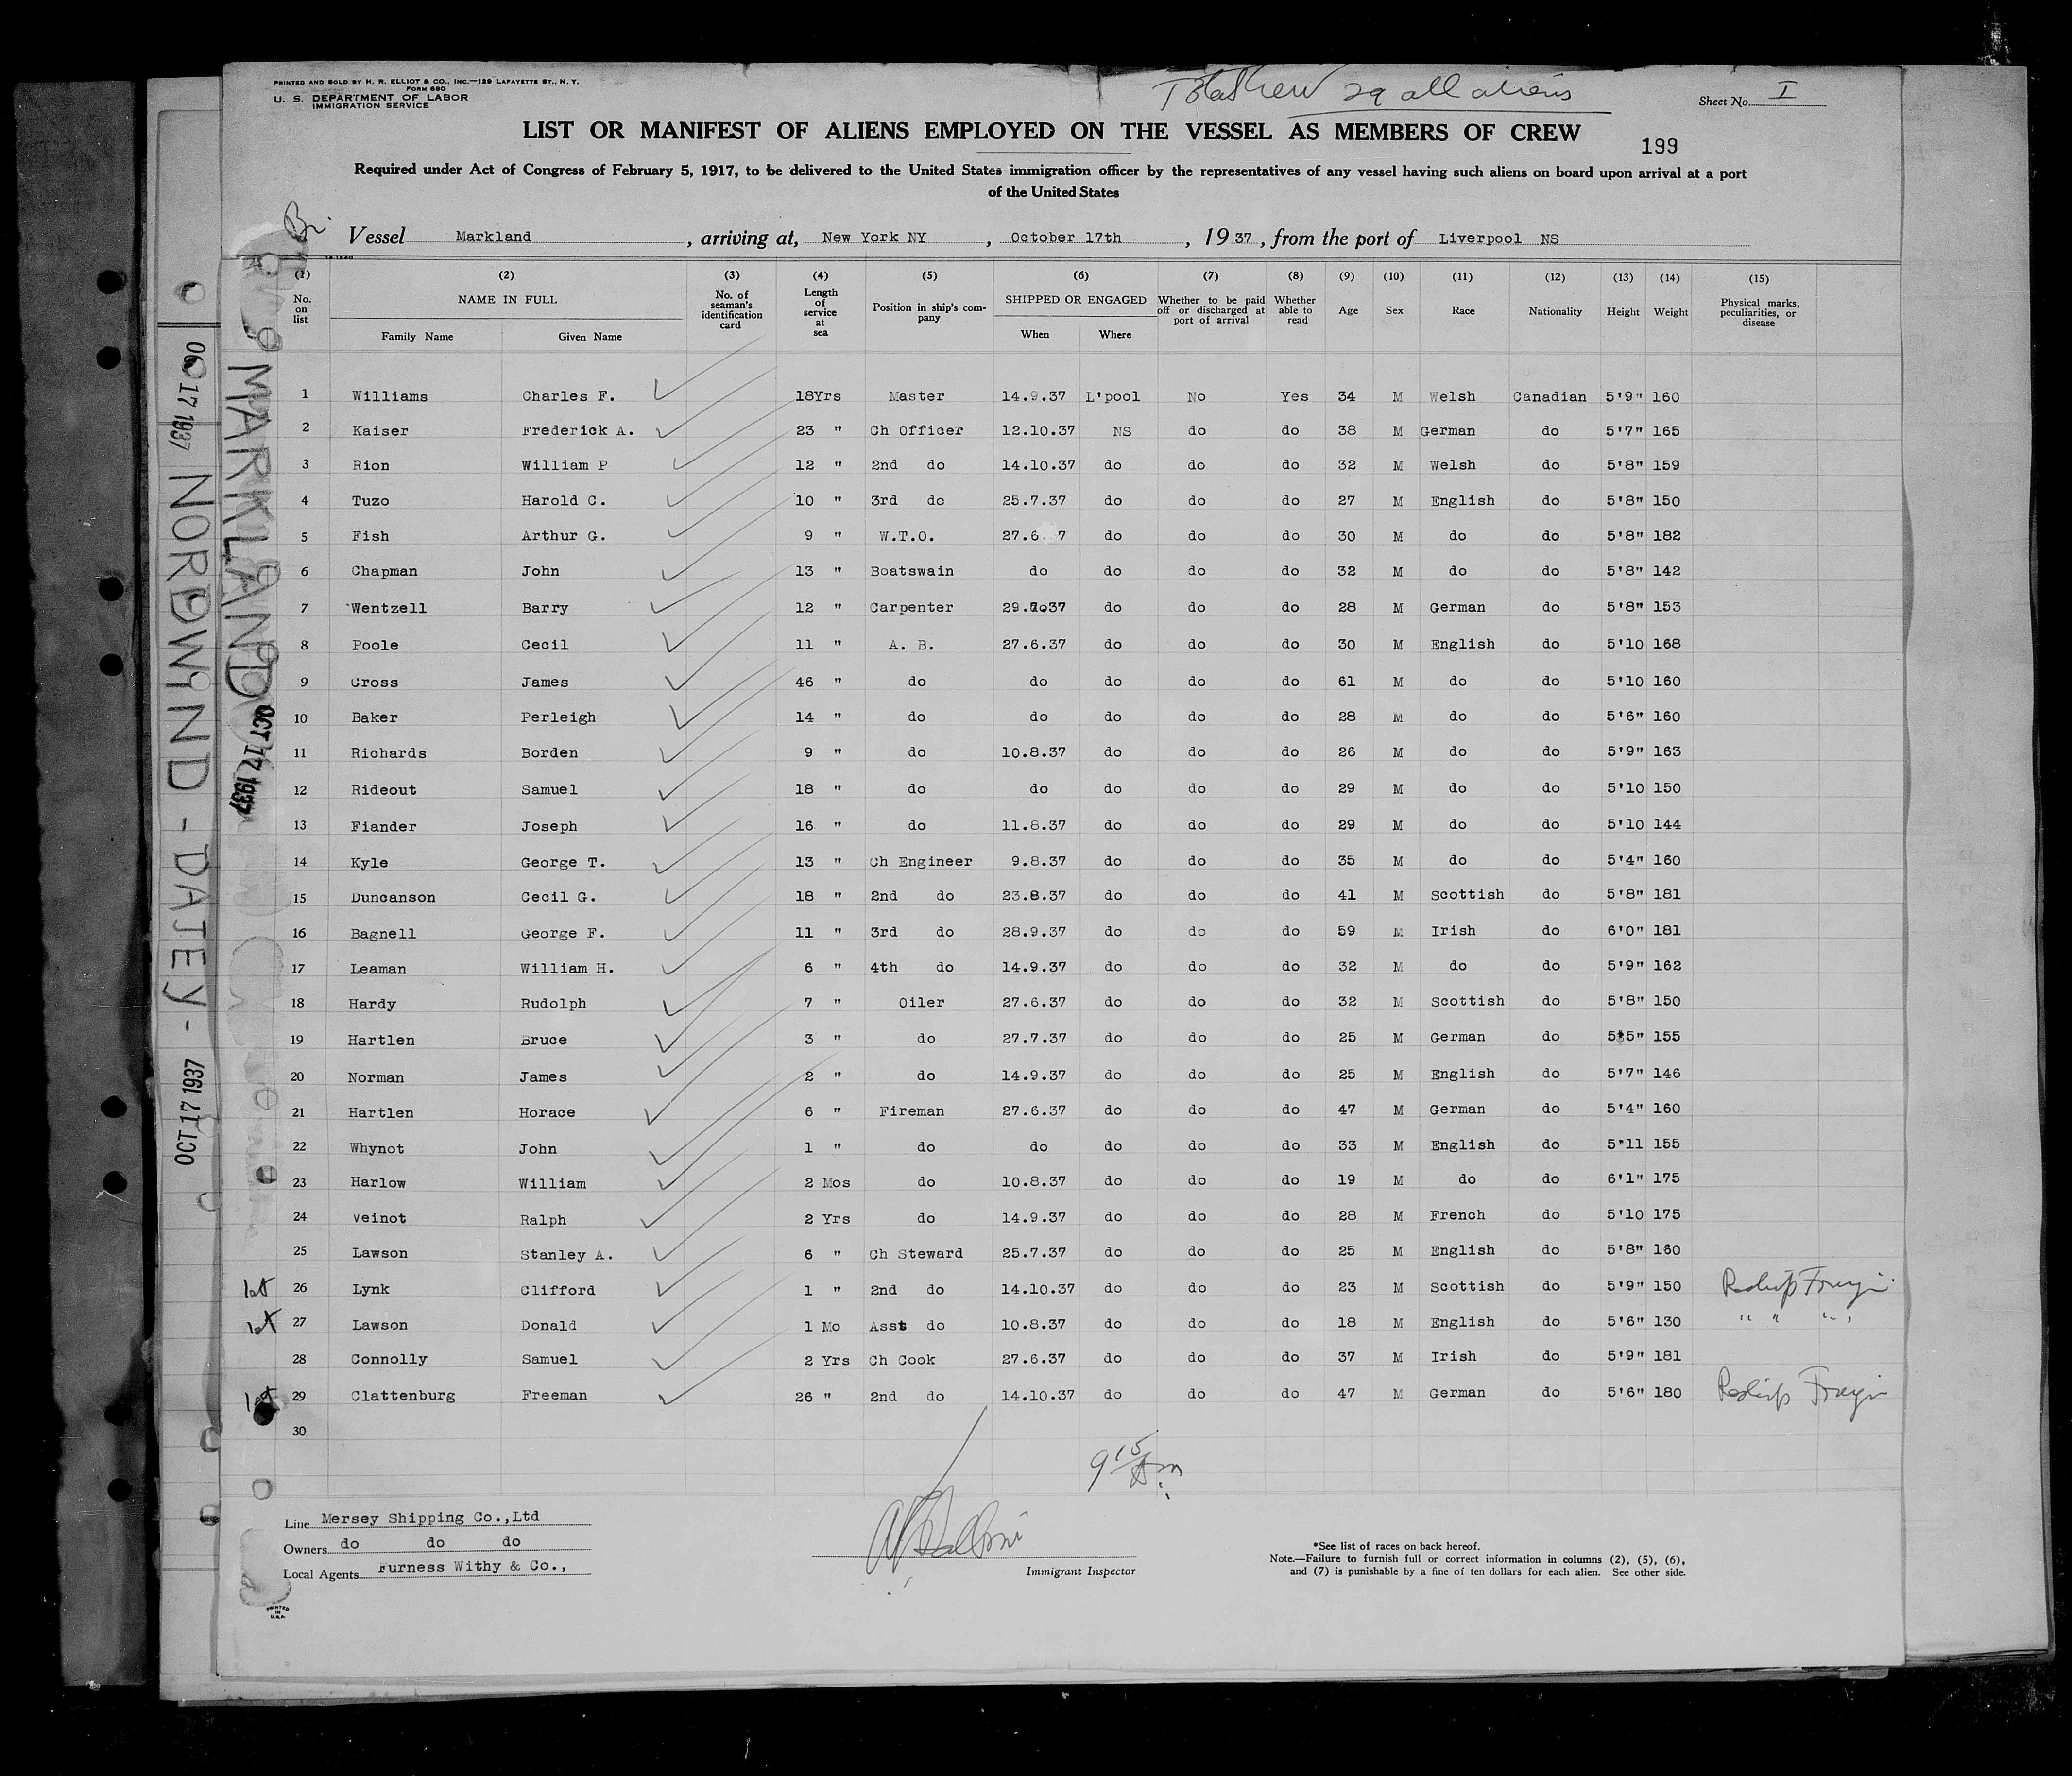 PRINTED AND SOLD BY H. R. ELLIOT & CO., INC.—129 LAFAYETTE ST., N. Y.
FORM 680
U. S. DEPARTMENT OF LABOR
IMMIGRATION SERVICE
Total crew 29 all aliens
Sheet No. I
LIST OR MANIFEST OF ALIENS EMPLOYED ON THE VESSEL AS MEMBERS OF CREW
199
Required under Act of Congress of February 5, 1917, to be delivered to the United States immigration officer by the representatives of any vessel having such aliens on board upon arrival at a port
of the United States
Br.
Vessel Markland, arriving at, New York NY, October 17th, 1937, from the port of Liverpool NS
(1) (2) (3) (4) (5) (6) (7) (8) (9) (10) (11) (12) (13) (14) (15)
No. on list NAME IN FULL Family Name Given Name No. of seaman's identification card Length of service at sea Position in ship's company SHIPPED OR ENGAGED When Where Whether to be paid off or discharged at port of arrival Whether able to read Age Sex Race Nationality Height Weight Physical marks, peculiarities, or disease
1 Williams Charles F. 18Yrs Master 14.9.37 L'pool No Yes 34 M Welsh Canadian 5'9" 160
2 Kaiser Frederick A. 23 " Ch Officer 12.10.37 NS do do 38 M German do 5'7" 165
3 Rion William P 12 " 2nd do 14.10.37 do do do 32 M Welsh do 5'8" 159
4 Tuzo Harold C. 10 " 3rd do 25.7.37 do do do 27 M English do 5'8" 150
5 Fish Arthur G. 9 " W.T.O. 27.6 7 do do do 30 M do do 5'8" 182
6 Chapman John 13 " Boatswain do do do do 32 M do do 5'8" 142
7 Wentzell Barry 12 " Carpenter do do do 28 M German do 5'8" 153
8 Poole Cecil 11 " A. B. 27.6.37 do do do 30 M English do 5'10 168
9 Cross James 46 " do do do do do 61 M do do 5'10 160
10 Baker Perleigh 14 " do do do do do 28 M do do 5'6" 160
11 Richards Borden 9 " do 10.8.37 do do do 26 M do do 5'9" 163
12 Rideout Samuel 18 " do do do do do 29 M do do 5'10 150
13 Fiander Joseph 16 " do 11.8.37 do do do 29 M do do 5'10 144
14 Kyle George T. 13 " Ch Engineer 9.8.37 do do do 35 M do do 5'4" 160
15 Duncanson Cecil G. 18 " 2nd do 23.8.37 do do do 41 M Scottish do 5'8" 181
16 Bagnell George F. 11 " 3rd do 28.9.37 do do do 59 M Irish do 6'0" 181
17 Leaman William H. 6 " 4th do 14.9.37 do do do 32 M do do 5'9" 162
18 Hardy Rudolph 7 " Oiler 27.6.37 do do do 32 M Scottish do 5'8" 150
19 Hartlen Bruce 3 " do 27.7.37 do do do 25 M German do 5'5" 155
20 Norman James 2 " do 14.9.37 do do do 25 M English do 5'7" 146
21 Hartlen Horace 6 " Fireman 27.6.37 do do do 47 M German do 5'4" 160
22 Whynot John 1 " do do do do do 33 M English do 5"11 155
23 Harlow William 2 Mos do 10.8.37 do do do 19 M do do 6'1" 175
24 Veinot Ralph 2 Yrs do 14.9.37 do do do 28 M French do 5'10 175
25 Lawson Stanley A. 6 " Ch Steward 25.7.37 do do do 25 M English do 5'8" 160
1st 26 Lynk Clifford 1 " 2nd do 14.10.37 do do do 23 M Scottish do 5'9" 150 Foreign
1st 27 Lawson Donald 1 Mo Asst do 10.8.37 do do do 18 M English do 5'6" 130 " " "
28 Connolly Samuel 2 Yrs Ch Cook 27.6.37 do do do 37 M Irish do 5'9" 181
1st 29 Clattenburg Freeman 26 " 2nd do 14.10.37 do do do 47 M German do 5'6" 180 Foreign
30
9 15 Am
Line Mersey Shipping Co.,Ltd
Owners do do do
Local Agents Furness Withy & Co.,
Immigrant Inspector
*See list of races on back hereof.
Note.—Failure to furnish full or correct information in columns (2), (5), (6),
and (7) is punishable by a fine of ten dollars for each alien. See other side.
PRINTED IN U.S.A.
MARKLAND OCT 17 1937
OCT 17 1937 NORDWIND - DAJEY - OCT 17 1937